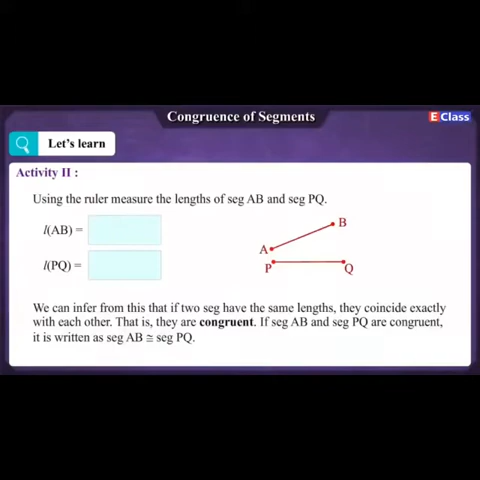 Congruence of Segments
E Class
Let's learn
Activity II :
Using the ruler measure the lengths of seg AB and seg PQ.
l(AB) =
l(PQ) =
B
A
P
Q
We can infer from this that if two seg have the same lengths, they coincide exactly
with each other. That is, they are congruent. If seg AB and seg PQ are congruent,
it is written as seg AB ≅ seg PQ.